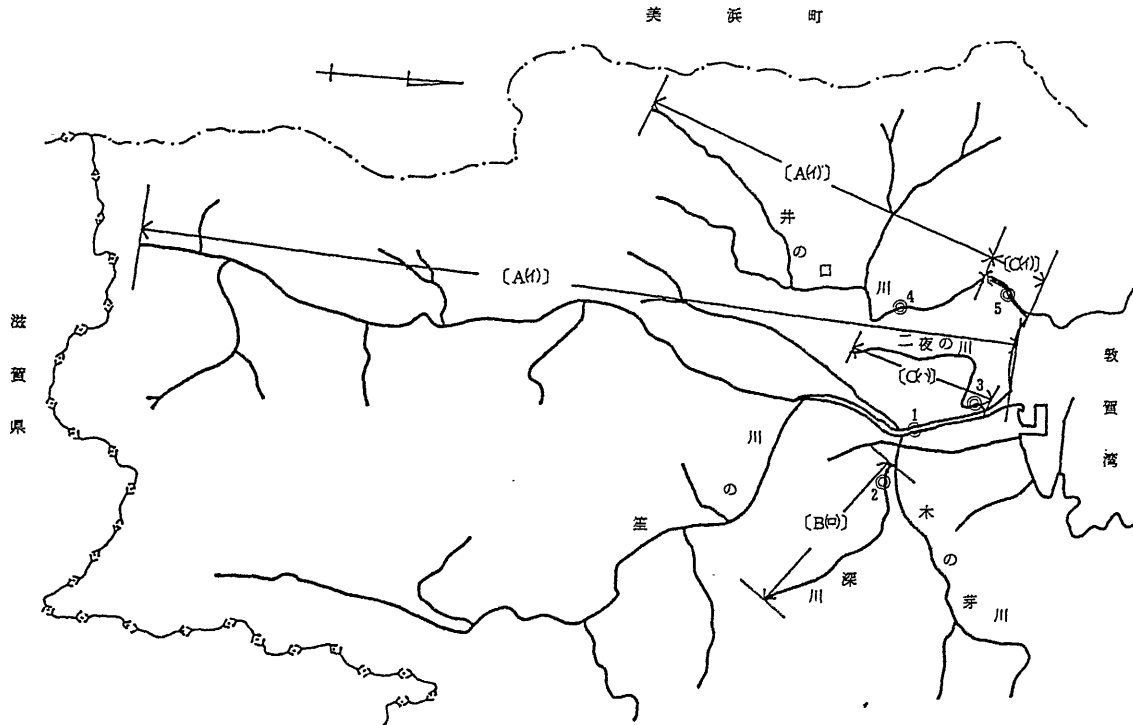 美浜町
〔A(イ)〕
井の口川
〔C(イ)〕
4
5
〔A(イ)〕
二夜の川
〔C(ハ)〕
3
1
敦賀湾
滋賀県
笙の川
2
〔B(ロ)〕
深川
木の芽川